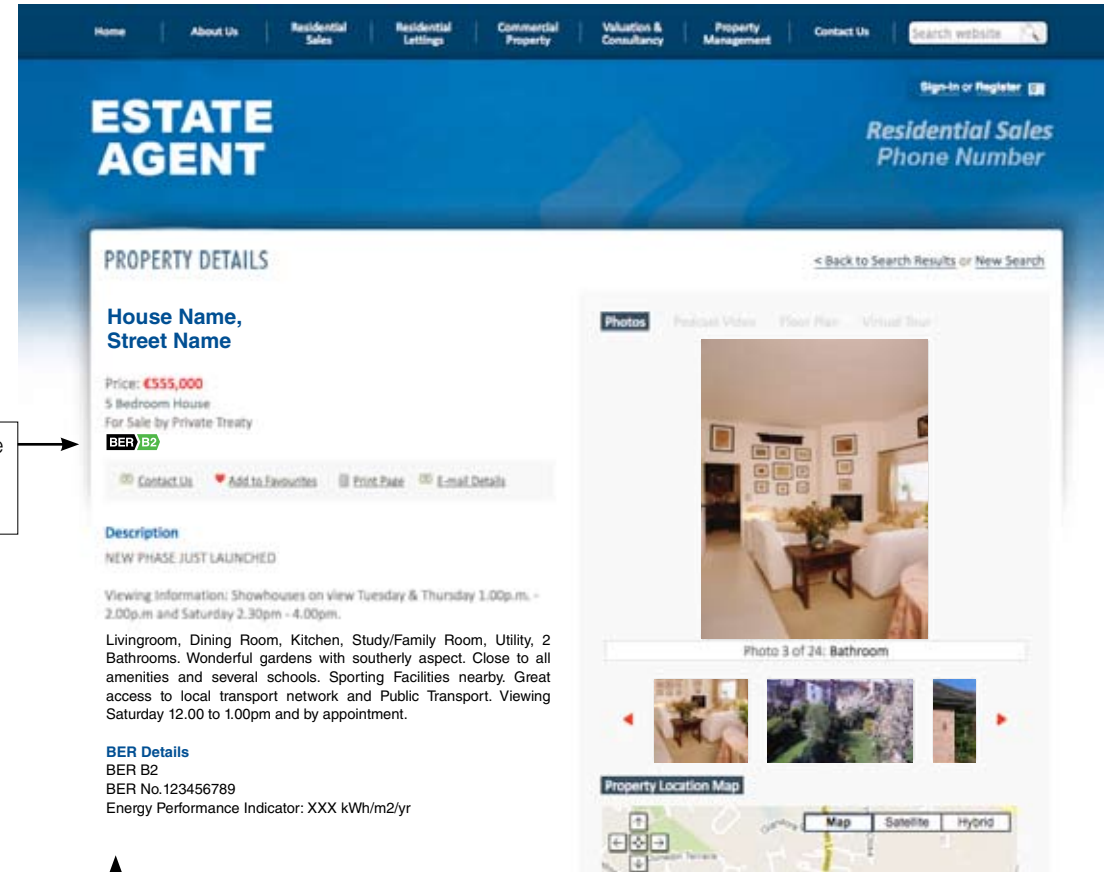 Home
About Us
Residential
Sales
Residential
Lettings
Commercial
Property
Valuation &
Consultancy
Property
Management
Contact Us
Search website
Sign-in or Register
ESTATE
AGENT
Residential Sales
Phone Number
PROPERTY DETAILS
< Back to Search Results or New Search
House Name,
Street Name
Price: €555,000
5 Bedroom House
For Sale by Private Treaty
BER B2
e
Contact Us Add to Favourites Print Page E-mail Details
Description
NEW PHASE JUST LAUNCHED
Viewing Information: Showhouses on view Tuesday & Thursday 1.00p.m. -
2.00p.m and Saturday 2.30pm - 4.00pm.
Livingroom, Dining Room, Kitchen, Study/Family Room, Utility, 2
Bathrooms. Wonderful gardens with southerly aspect. Close to all
amenities and several schools. Sporting Facilities nearby. Great
access to local transport network and Public Transport. Viewing
Saturday 12.00 to 1.00pm and by appointment.
BER Details
BER B2
BER No.123456789
Energy Performance Indicator: XXX kWh/m2/yr
Photos Podcast Video Floor Plan Virtual Tour
Photo 3 of 24: Bathroom
Property Location Map
Map Satellite Hybrid
Terrace